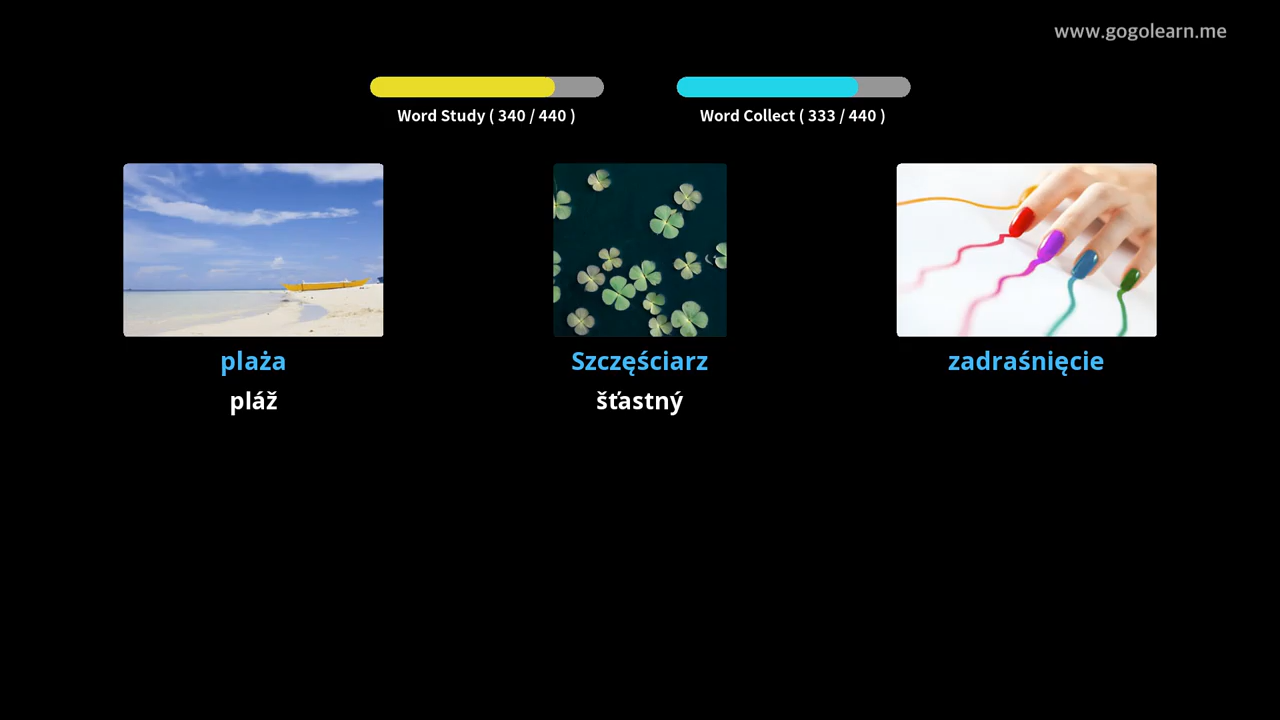 www.gogolearn.me
Word Study ( 340 / 440 )
Word Collect ( 333 / 440 )
plaża
Szczęściarz
zadraśnięcie
pláž
šťastný